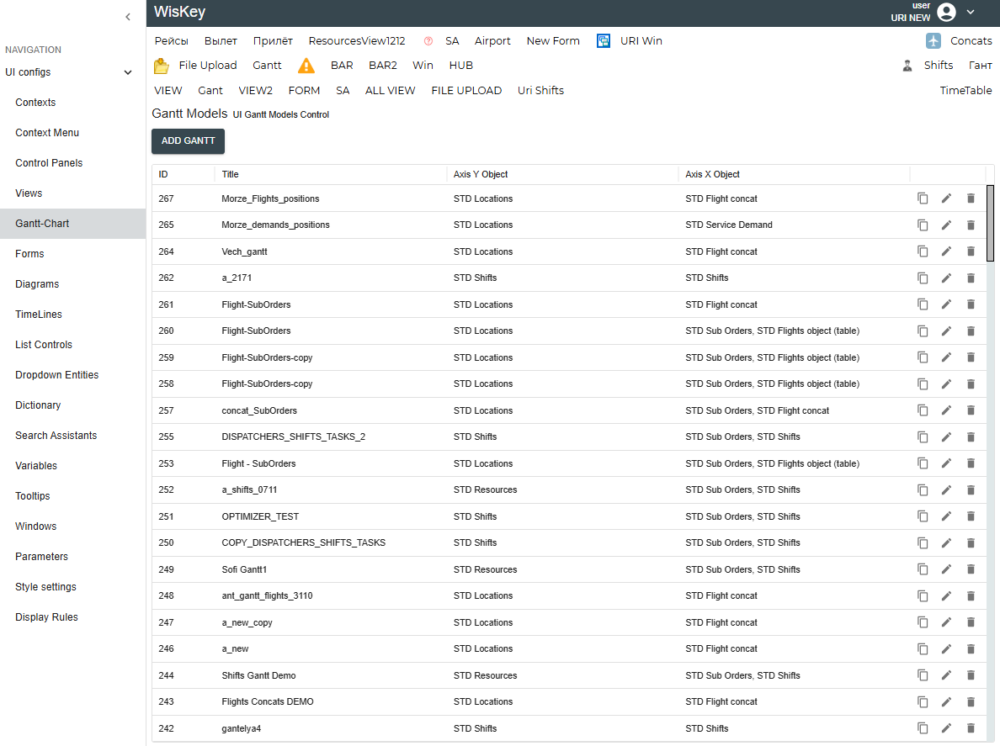 WisKey
user
URI NEW
NAVIGATION
UI configs
Contexts
Context Menu
Control Panels
Views
Gantt-Chart
Forms
Diagrams
TimeLines
List Controls
Dropdown Entities
Dictionary
Search Assistants
Variables
Tooltips
Windows
Parameters
Style settings
Display Rules
Рейсы Вылет Прилёт ResourcesView1212 SA Airport New Form URI Win Concats
File Upload Gantt BAR BAR2 Win HUB Shifts Гант
VIEW Gant VIEW2 FORM SA ALL VIEW FILE UPLOAD Uri Shifts TimeTable
Gantt Models UI Gantt Models Control
ADD GANTT
ID Title Axis Y Object Axis X Object
267 Morze_Flights_positions STD Locations STD Flight concat
265 Morze_demands_positions STD Locations STD Service Demand
264 Vech_gantt STD Locations STD Flight concat
262 a_2171 STD Shifts STD Shifts
261 Flight-SubOrders STD Locations STD Flight concat
260 Flight-SubOrders STD Locations STD Sub Orders, STD Flights object (table)
259 Flight-SubOrders-copy STD Locations STD Sub Orders, STD Flights object (table)
258 Flight-SubOrders-copy STD Locations STD Sub Orders, STD Flights object (table)
257 concat_SubOrders STD Locations STD Sub Orders, STD Flight concat
255 DISPATCHERS_SHIFTS_TASKS_2 STD Shifts STD Sub Orders, STD Shifts
253 Flight - SubOrders STD Locations STD Sub Orders, STD Flights object (table)
252 a_shifts_0711 STD Resources STD Sub Orders, STD Shifts
251 OPTIMIZER_TEST STD Shifts STD Sub Orders, STD Shifts
250 COPY_DISPATCHERS_SHIFTS_TASKS STD Shifts STD Sub Orders, STD Shifts
249 Sofi Gantt1 STD Resources STD Sub Orders, STD Shifts
248 ant_gantt_flights_3110 STD Locations STD Flight concat
247 a_new_copy STD Locations STD Flight concat
246 a_new STD Locations STD Flight concat
244 Shifts Gantt Demo STD Resources STD Sub Orders, STD Shifts
243 Flights Concats DEMO STD Locations STD Flight concat
242 gantelya4 STD Shifts STD Shifts